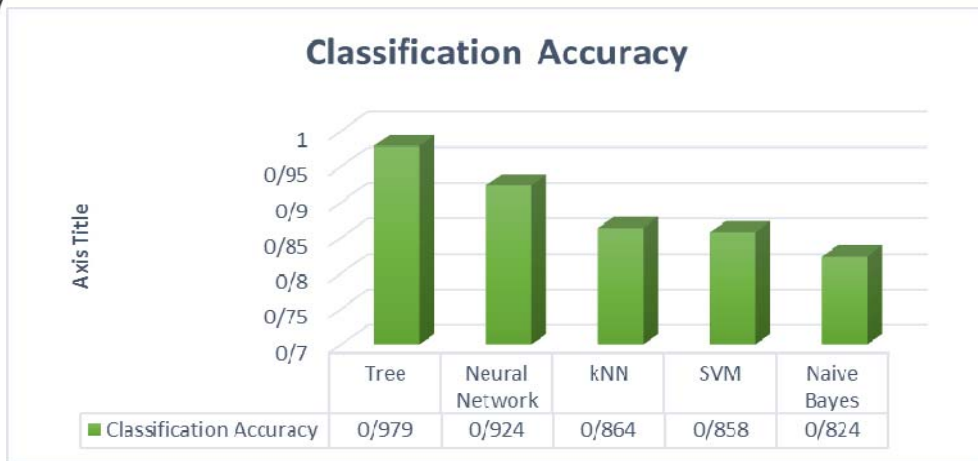 Classification Accuracy
Axis Title
1
0/95
0/9
0/85
0/8
0/75
0/7
Tree Neural Network kNN SVM Naive Bayes
Classification Accuracy 0/979 0/924 0/864 0/858 0/824